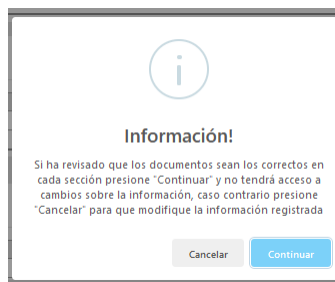 i
Información!
Si ha revisado que los documentos sean los correctos en
cada sección presione "Continuar" y no tendrá acceso a
cambios sobre la información, caso contrario presione
"Cancelar" para que modifique la información registrada
Cancelar
Continuar